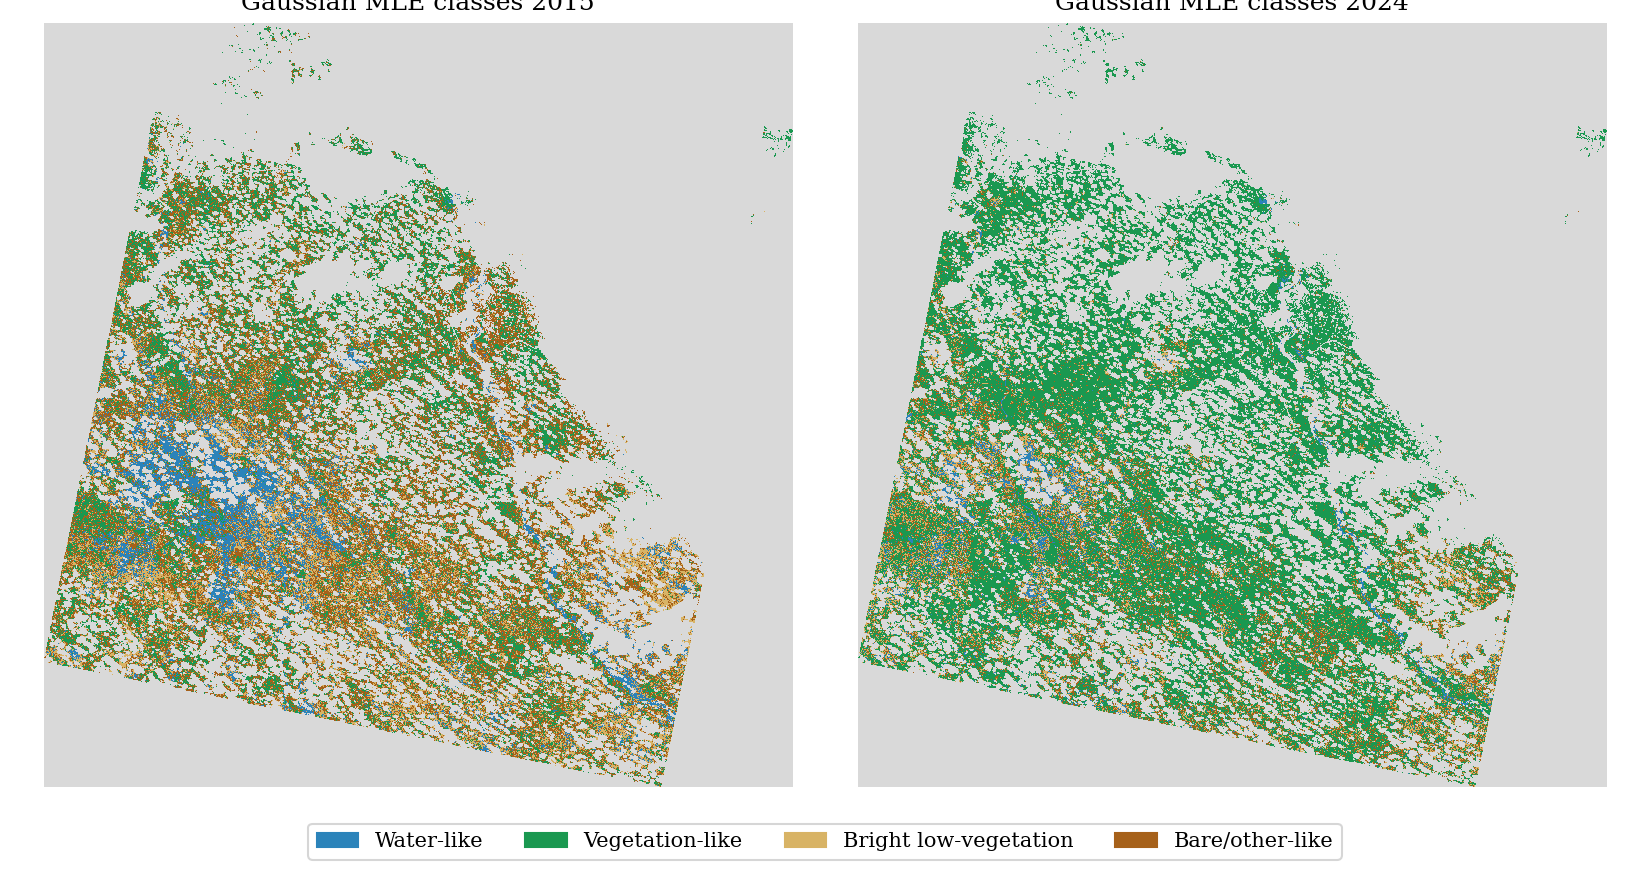 Gaussian MLE classes 2015
Gaussian MLE classes 2024
Water-like
Vegetation-like
Bright low-vegetation
Bare/other-like